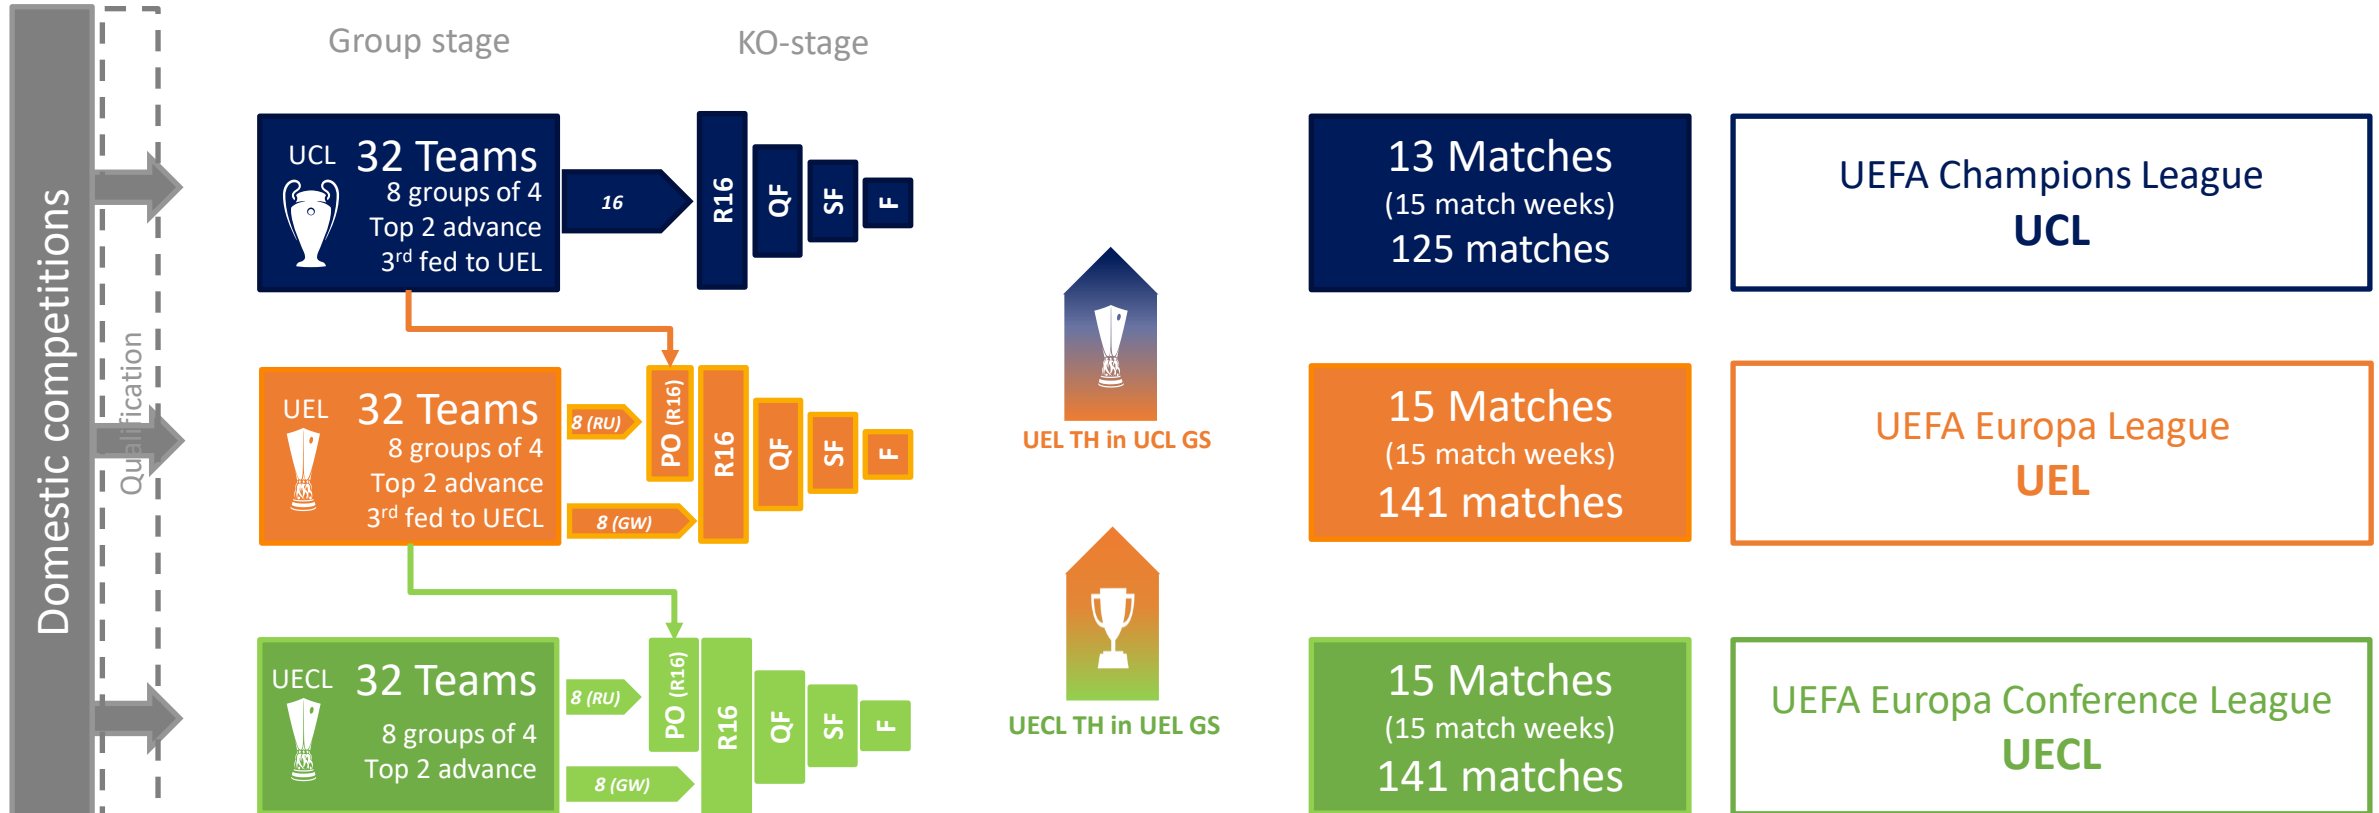 Domestic competitions
Qualification
Group stage
KO-stage
UCL
32 Teams
8 groups of 4
Top 2 advance
3rd fed to UEL
16
R16
QF
SF
F
13 Matches
(15 match weeks)
125 matches
UEFA Champions League
UCL
UEL
32 Teams
8 groups of 4
Top 2 advance
3rd fed to UECL
8 (RU)
8 (GW)
PO (R16)
R16
QF
SF
F
UEL TH in UCL GS
15 Matches
(15 match weeks)
141 matches
UEFA Europa League
UEL
UECL
32 Teams
8 groups of 4
Top 2 advance
8 (RU)
8 (GW)
PO (R16)
R16
QF
SF
F
UECL TH in UEL GS
15 Matches
(15 match weeks)
141 matches
UEFA Europa Conference League
UECL